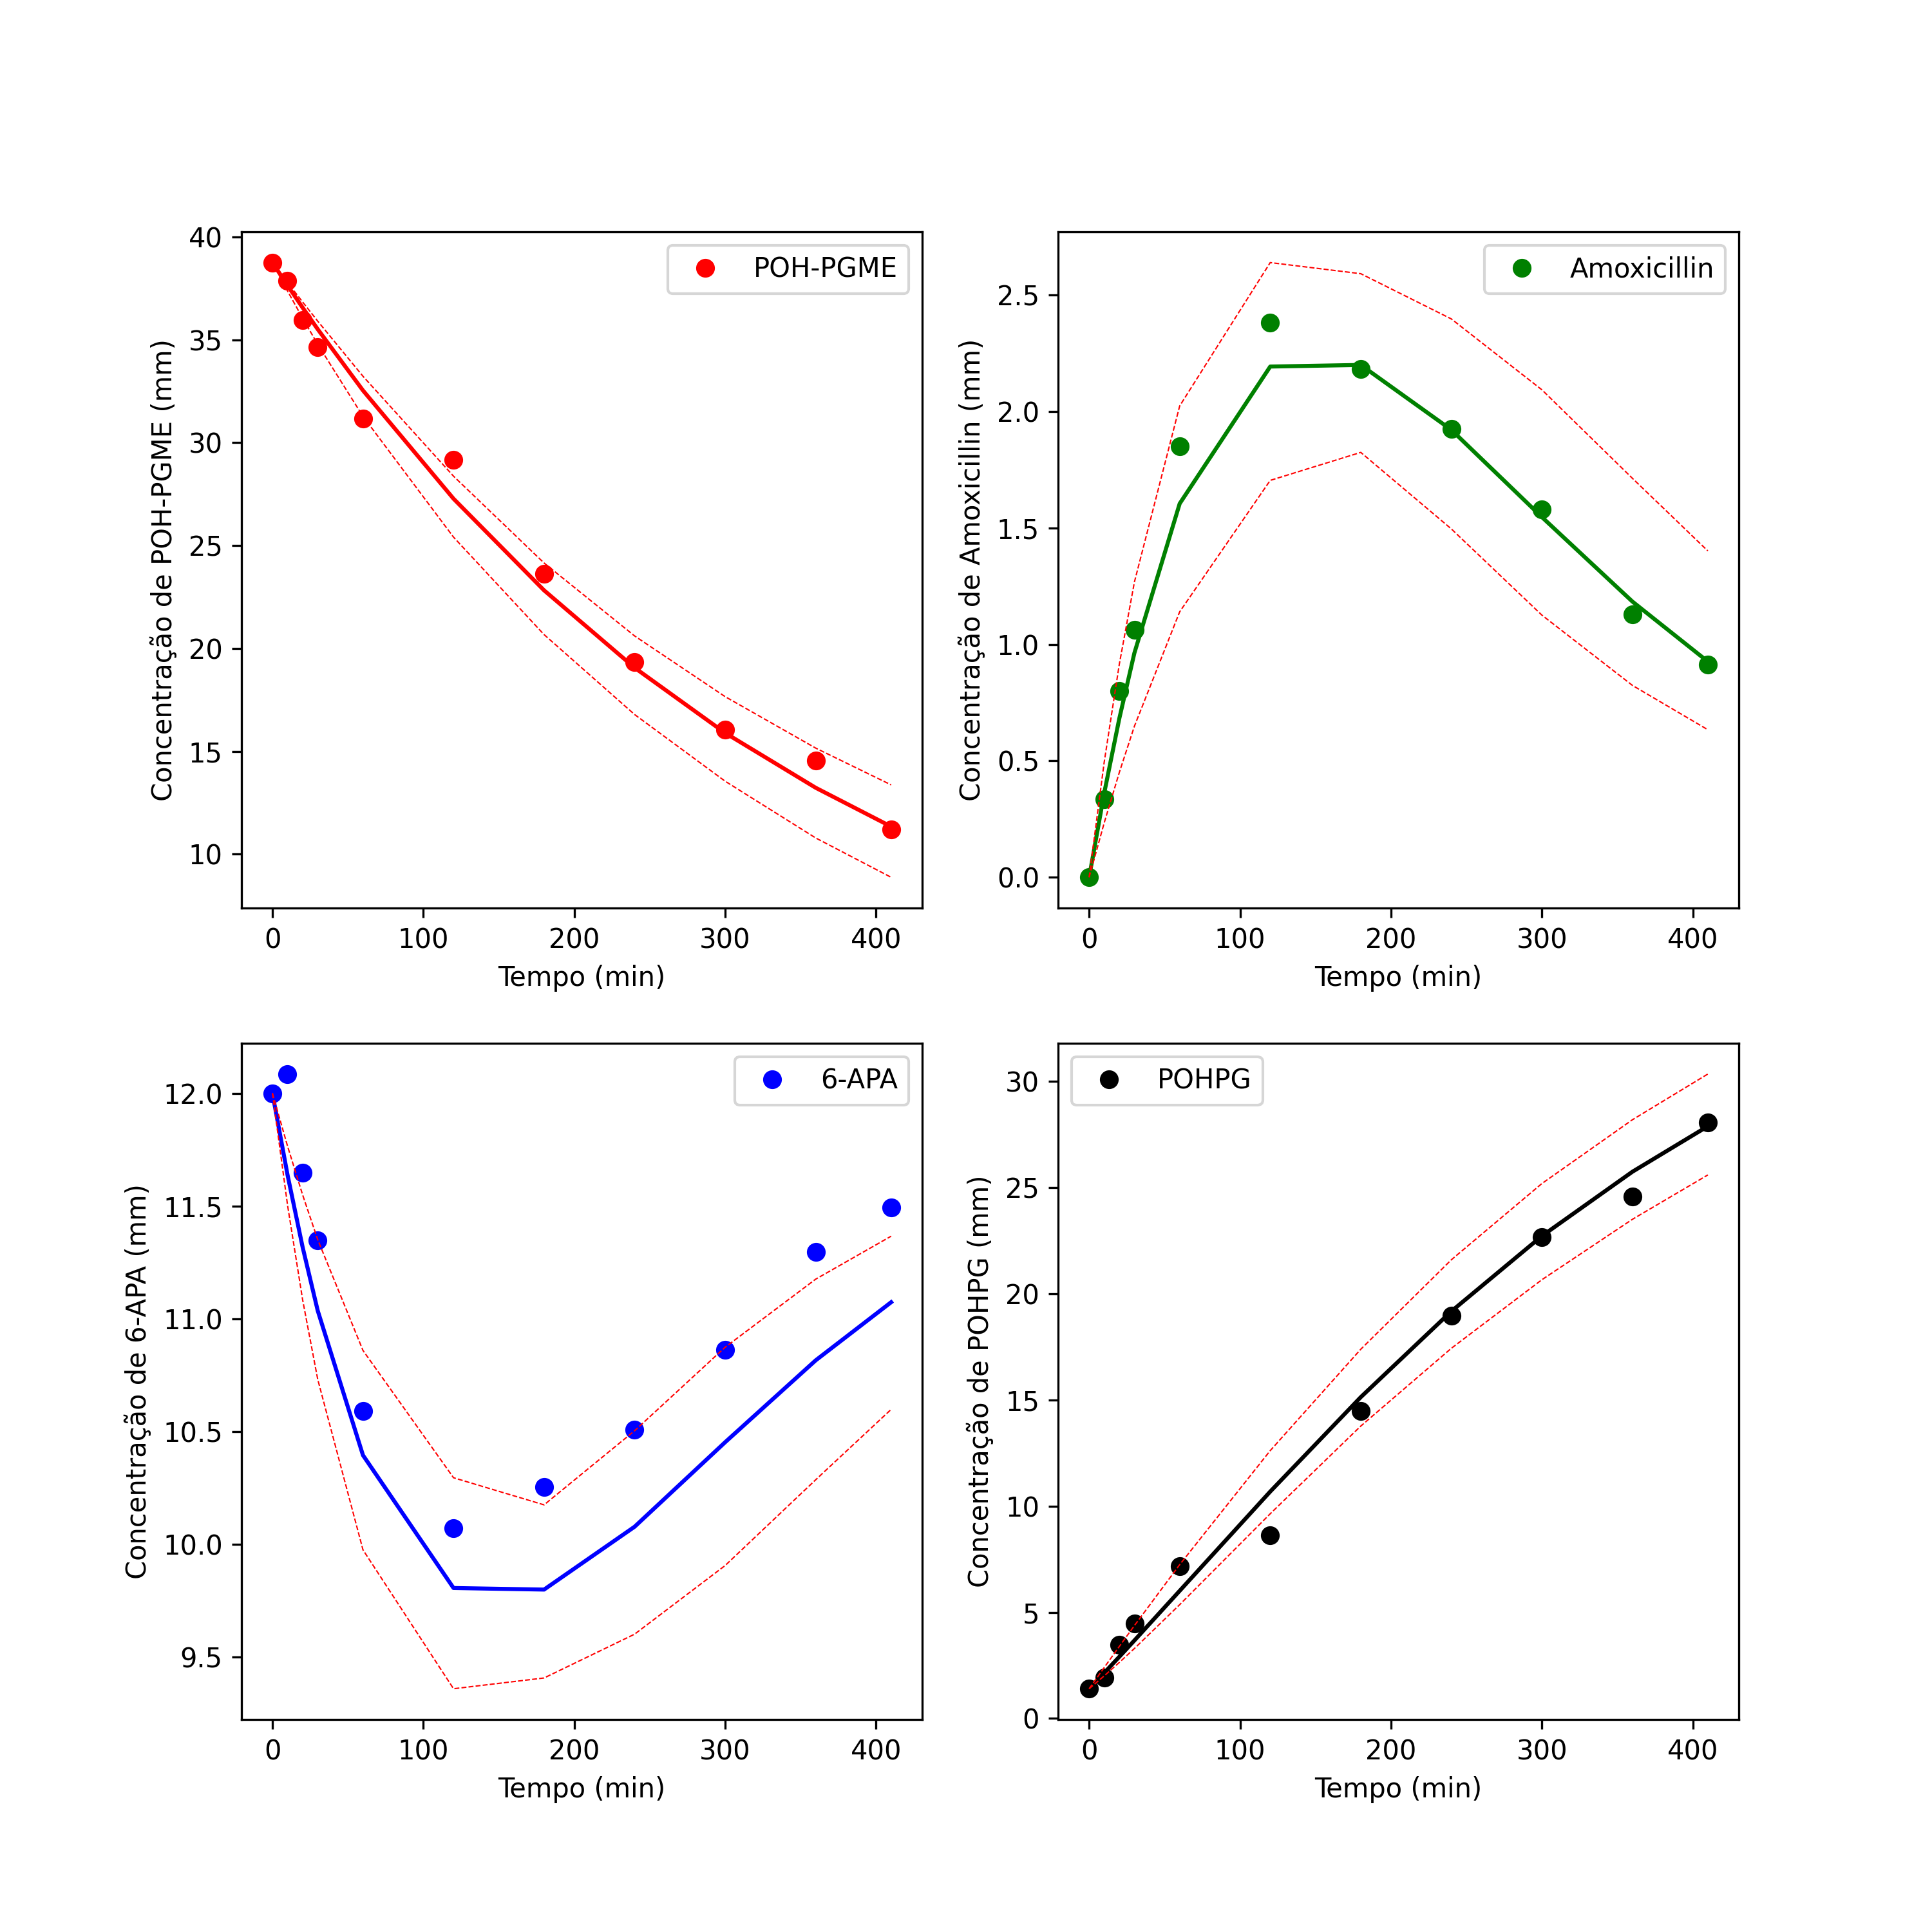 POH-PGME
Concentração de POH-PGME (mm)
40
35
30
25
20
15
10
0 100 200 300 400
Tempo (min)
Amoxicillin
Concentração de Amoxicillin (mm)
2.5
2.0
1.5
1.0
0.5
0.0
0 100 200 300 400
Tempo (min)
6-APA
Concentração de 6-APA (mm)
12.0
11.5
11.0
10.5
10.0
9.5
0 100 200 300 400
Tempo (min)
POHPG
Concentração de POHPG (mm)
30
25
20
15
10
5
0
0 100 200 300 400
Tempo (min)